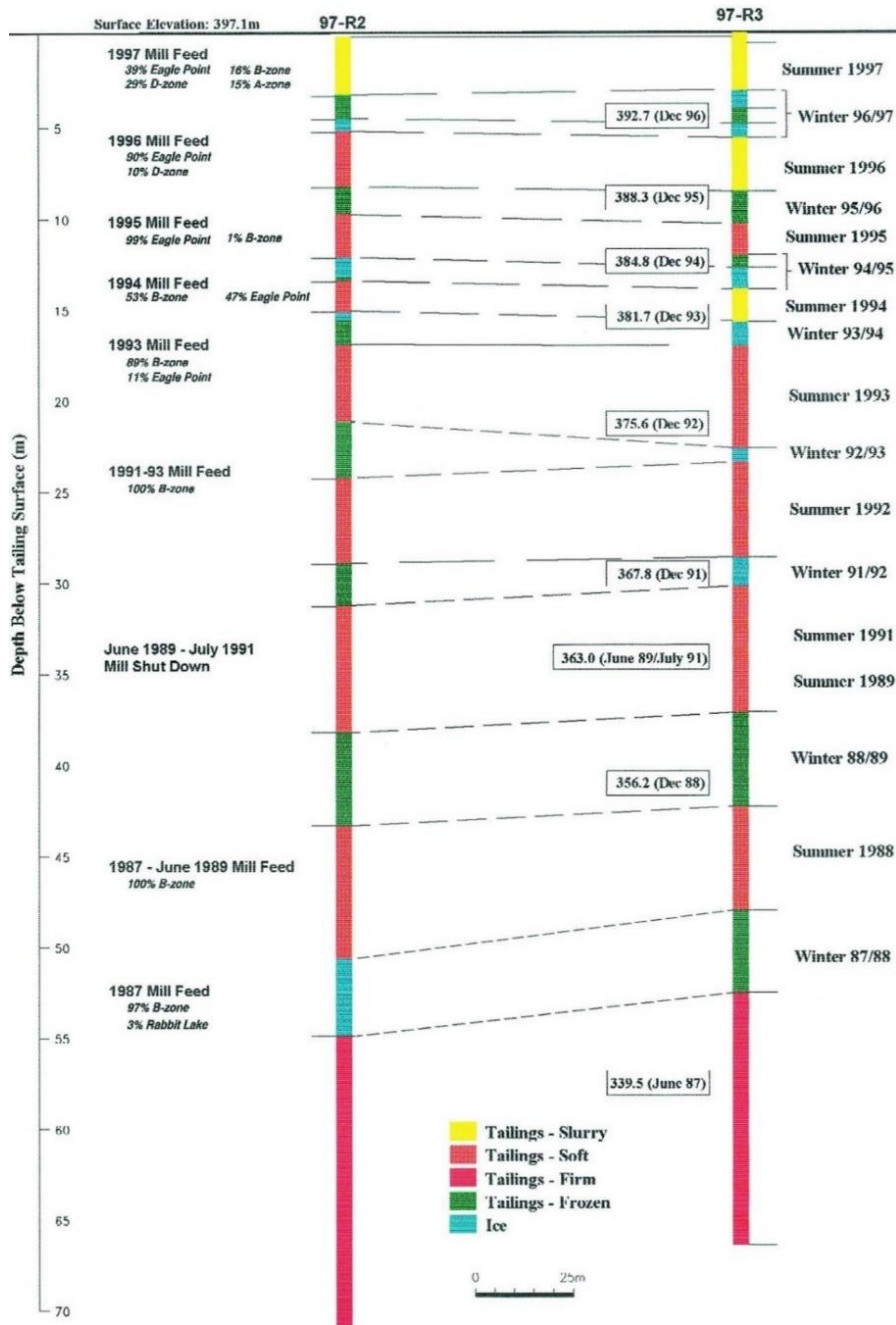 Surface Elevation: 397.1m
97-R2
97-R3
1997 Mill Feed
39% Eagle Point 16% B-zone
29% D-zone 15% A-zone
Summer 1997
392.7 (Dec 96)
Winter 96/97
5
1996 Mill Feed
90% Eagle Point
10% D-zone
Summer 1996
388.3 (Dec 95)
Winter 95/96
10
1995 Mill Feed
99% Eagle Point 1% B-zone
Summer 1995
384.8 (Dec 94)
Winter 94/95
1994 Mill Feed
53% B-zone 47% Eagle Point
15
Summer 1994
381.7 (Dec 93)
Winter 93/94
1993 Mill Feed
89% B-zone
11% Eagle Point
20
Summer 1993
375.6 (Dec 92)
Winter 92/93
1991-93 Mill Feed
100% B-zone
25
Summer 1992
Depth Below Tailing Surface (m)
367.8 (Dec 91)
Winter 91/92
30
June 1989 - July 1991
Mill Shut Down
Summer 1991
363.0 (June 89/July 91)
35
Summer 1989
Winter 88/89
40
356.2 (Dec 88)
45
Summer 1988
1987 - June 1989 Mill Feed
100% B-zone
50
Winter 87/88
1987 Mill Feed
97% B-zone
3% Rabbit Lake
55
339.5 (June 87)
60
Tailings - Slurry
Tailings - Soft
Tailings - Firm
Tailings - Frozen
Ice
65
0 25m
70